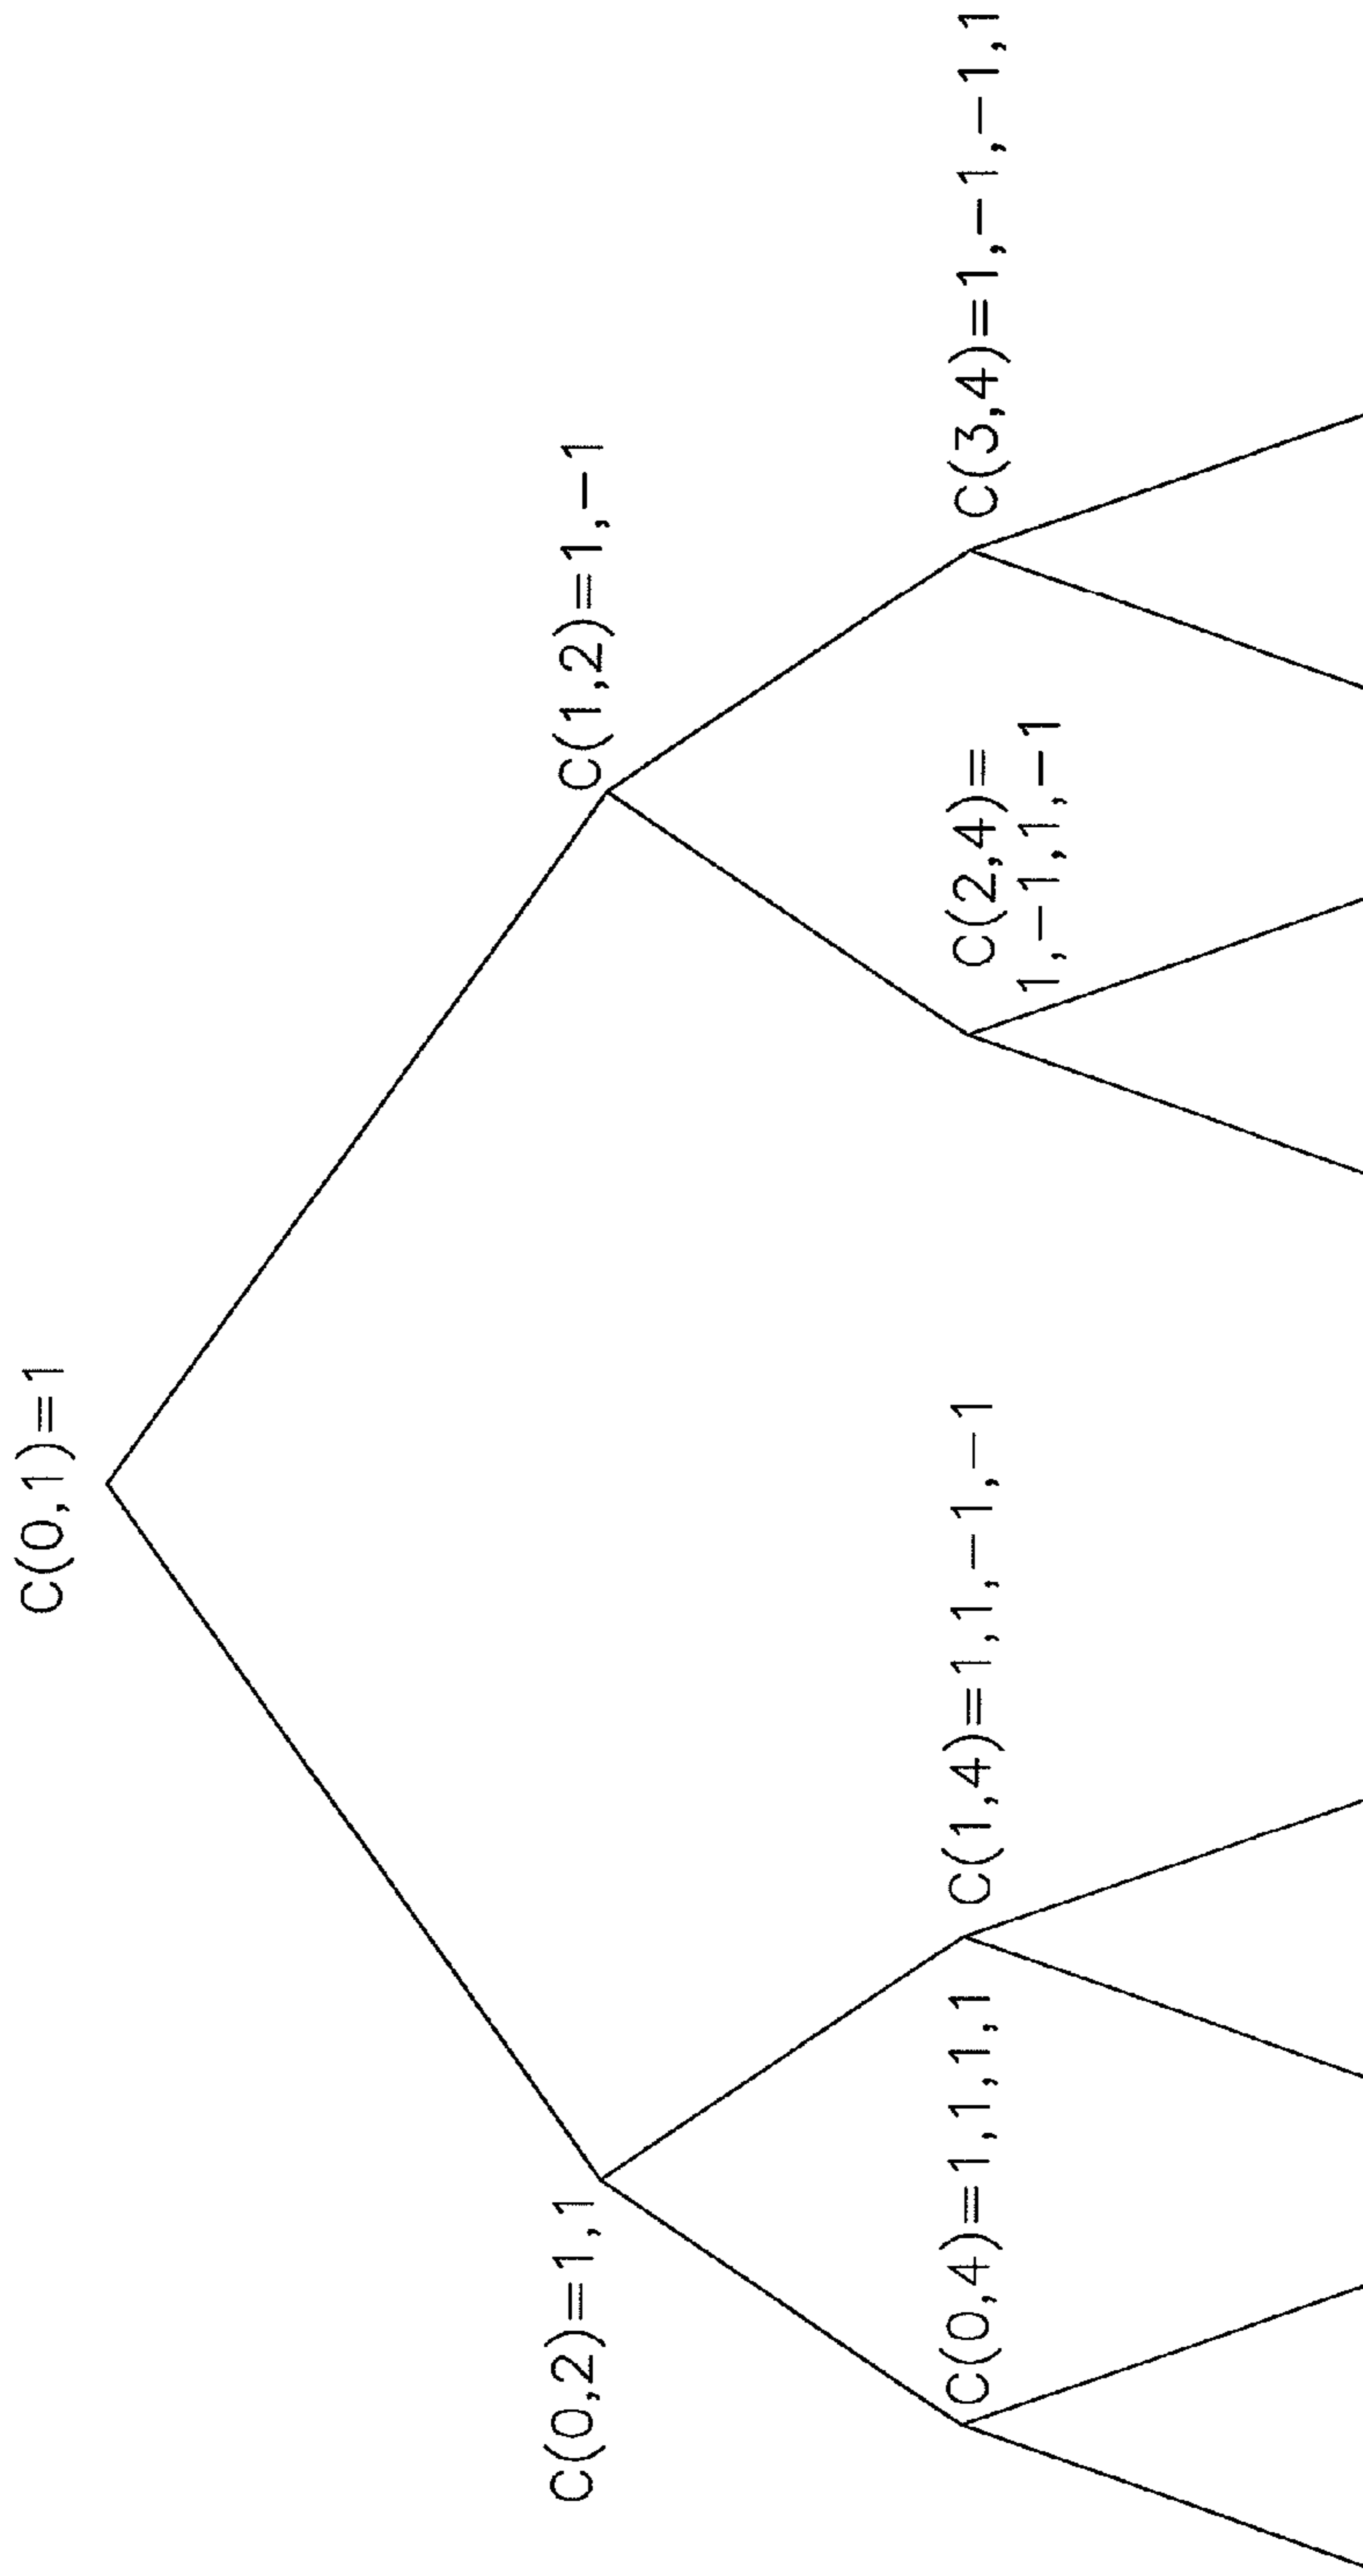 C(0,1)=1
C(0,2)=1,1
C(1,2)=1,-1
C(0,4)=1,1,1,1
C(1,4)=1,1,-1,-1
C(2,4)=
1,-1,1,-1
C(3,4)=1,-1,-1,1